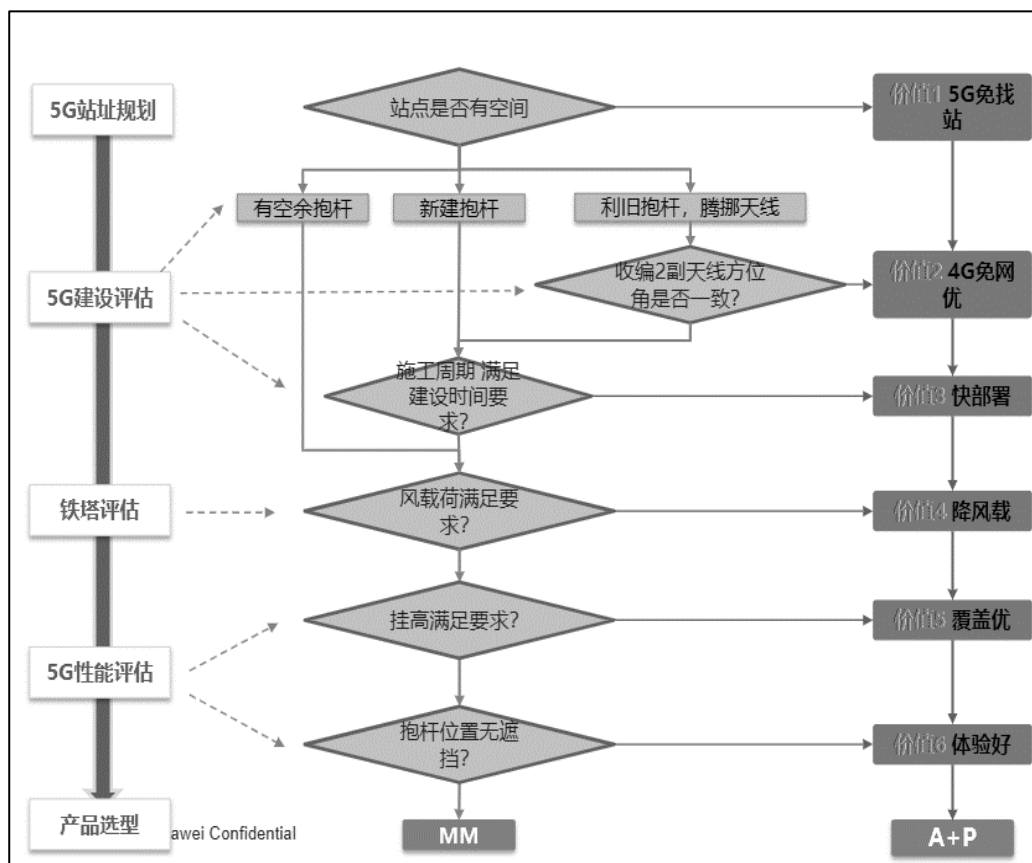 5G站址规划
站点是否有空间
价值1 5G免找
站
有空余抱杆
新建抱杆
利旧抱杆，腾挪天线
5G建设评估
收编2副天线方位
角是否一致?
价值2 4G免网
优
施工周期 满足
建设时间要
求?
价值3 快部署
铁塔评估
风载荷满足要
求?
价值4 降风载
挂高满足要求?
价值5 覆盖优
5G性能评估
抱杆位置无遮
挡?
价值6 体验好
产品选型
awei Confidential
MM
A+P